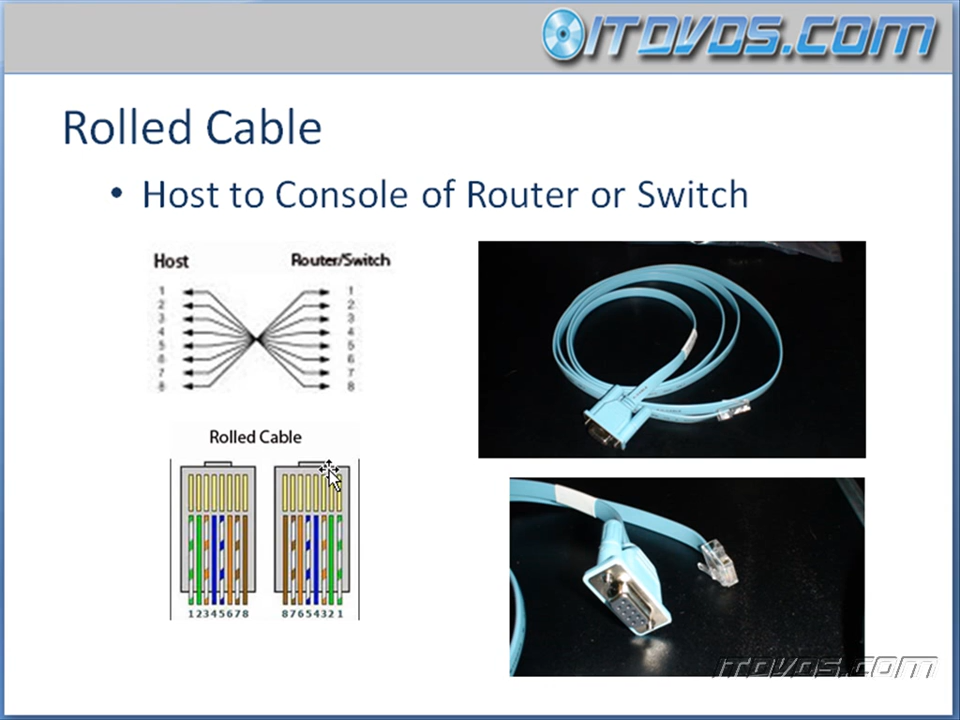 ITDVDS.COM
Rolled Cable
• Host to Console of Router or Switch
Host Router/Switch
1 1
2 2
3 3
4 4
5 5
6 6
7 7
8 8
Rolled Cable
12345678 87654321
ITDVDS.COM